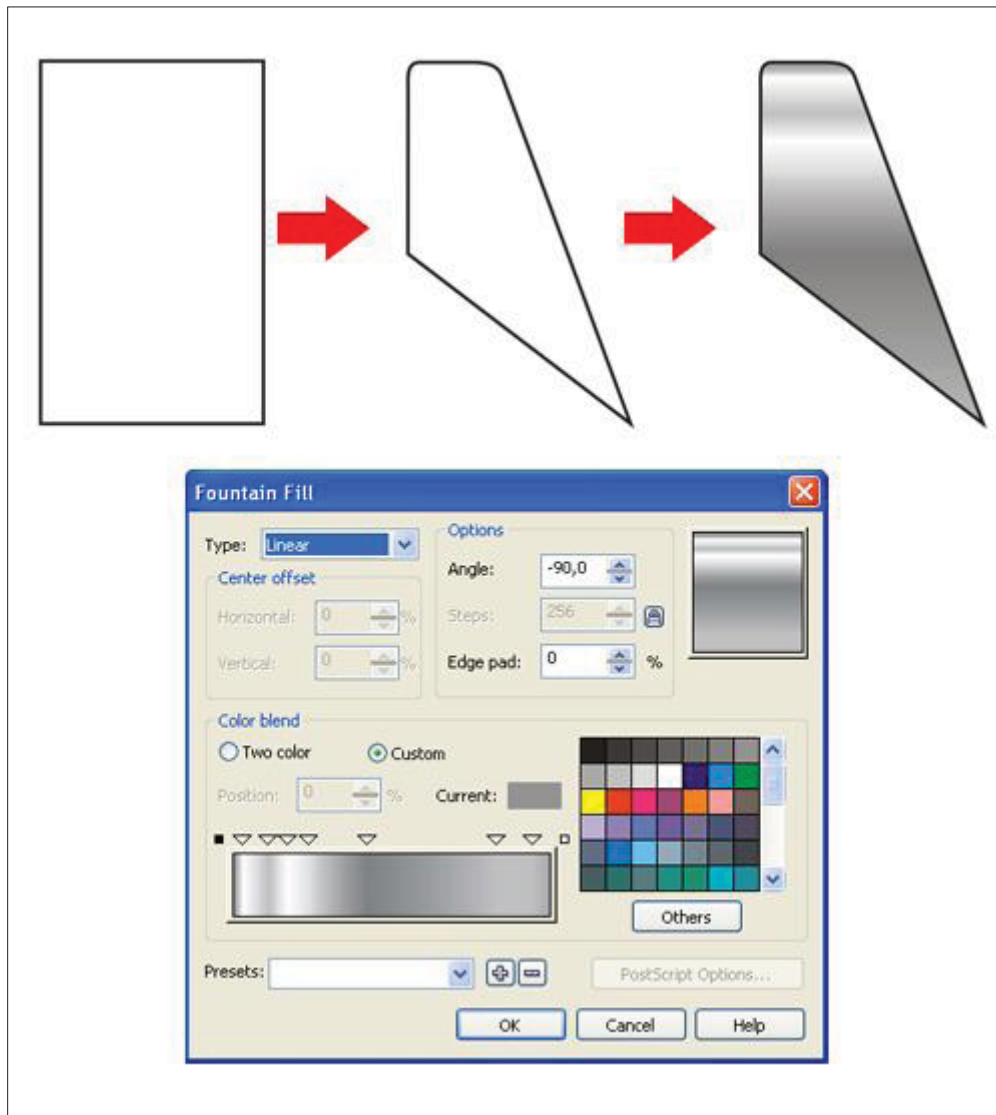 Fountain Fill
Type: Linear
Options
Angle: -90,0
Center offset
Horizontal: 0 %
Steps: 256
Vertical: 0 %
Edge pad: 0 %
Color blend
Two color Custom
Position: 0 % Current:
Others
Presets:
PostScript Options...
OK Cancel Help